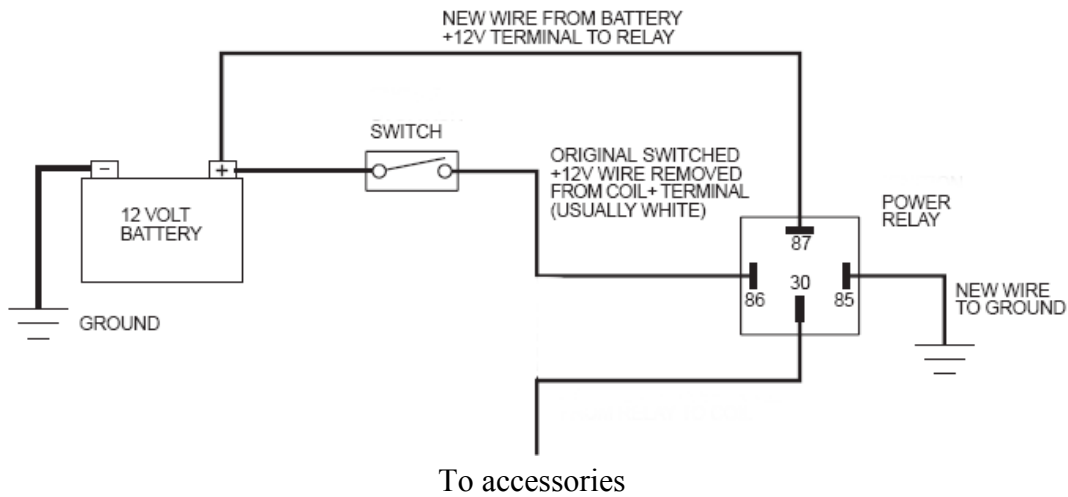 NEW WIRE FROM BATTERY
+12V TERMINAL TO RELAY
SWITCH
ORIGINAL SWITCHED
+12V WIRE REMOVED
FROM COIL+ TERMINAL
(USUALLY WHITE)
POWER
RELAY
-
+
12 VOLT
BATTERY
87
30
86
85
NEW WIRE
TO GROUND
GROUND
To accessories